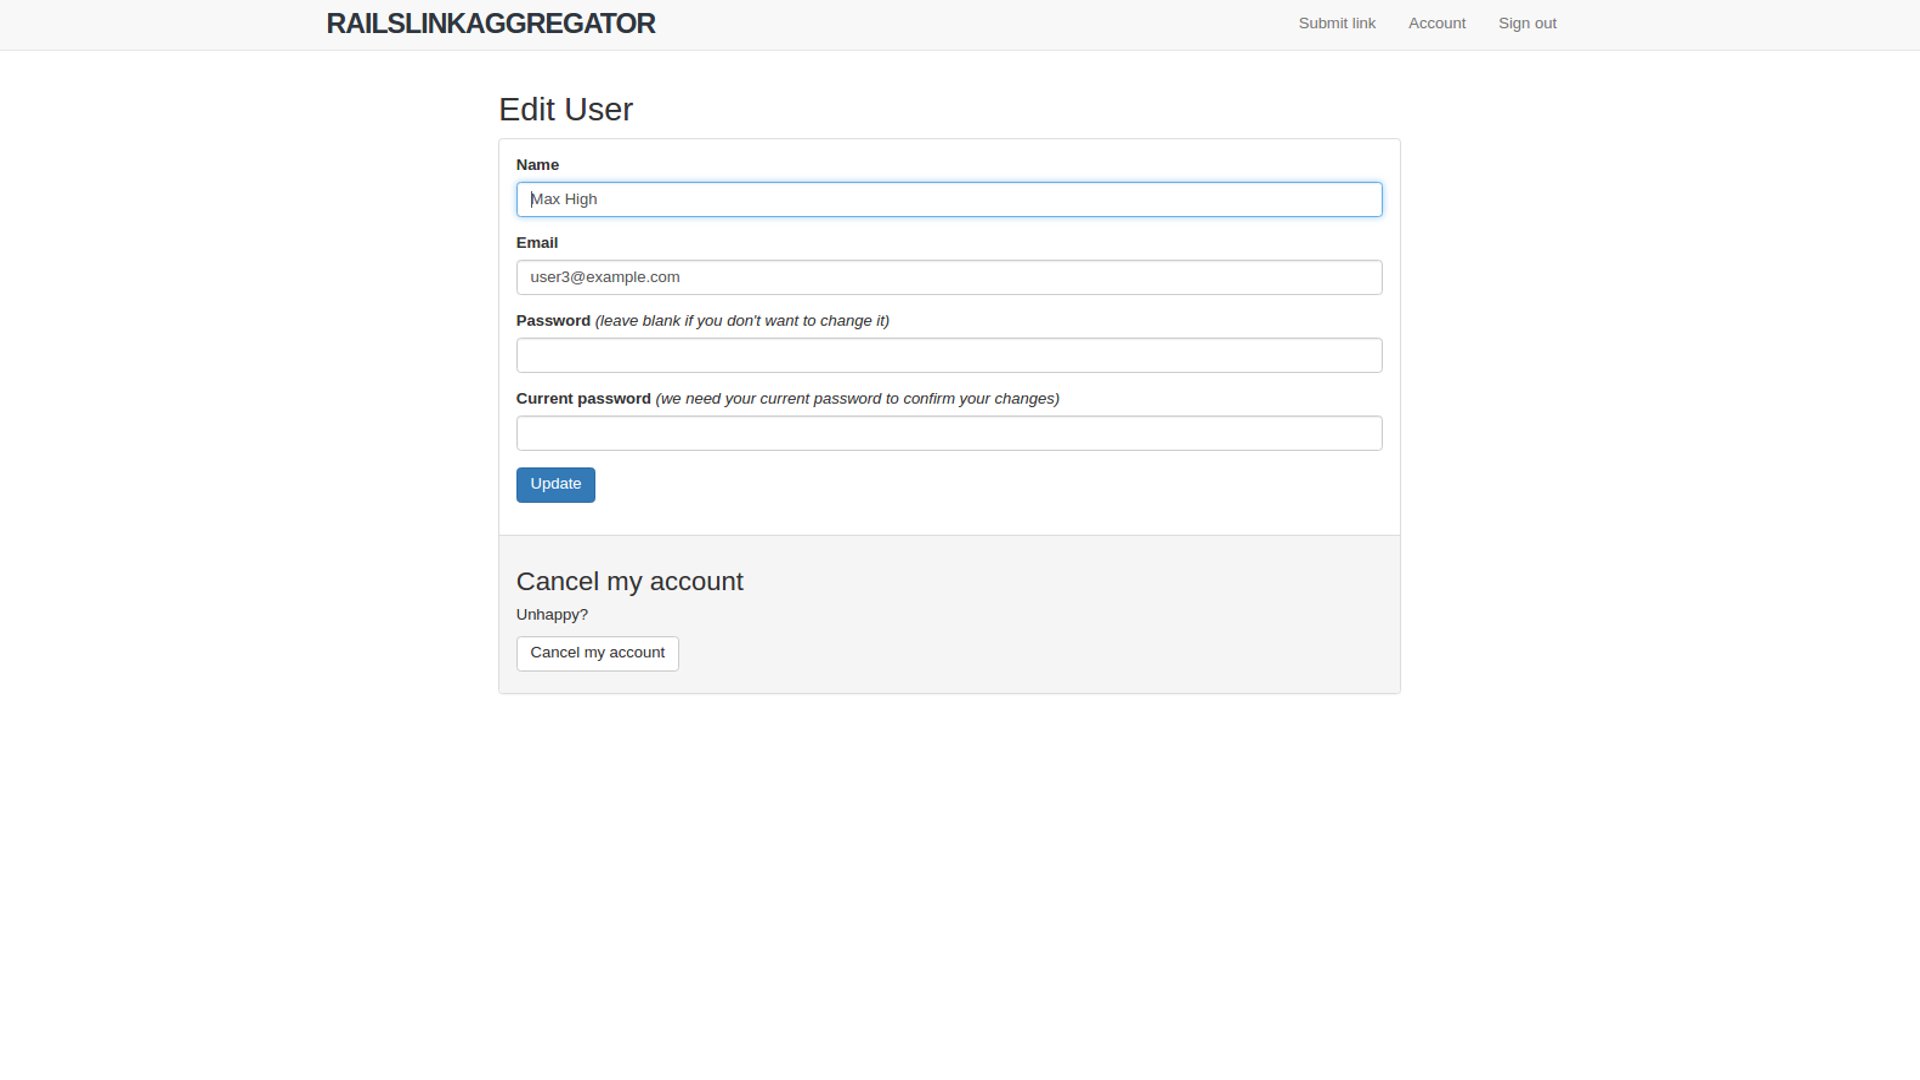 RAILSLINKAGGREGATOR Submit link Account Sign out
Edit User
Name
Max High
Email
user3@example.com
Password (leave blank if you don't want to change it)
Current password (we need your current password to confirm your changes)
Update
Cancel my account
Unhappy?
Cancel my account